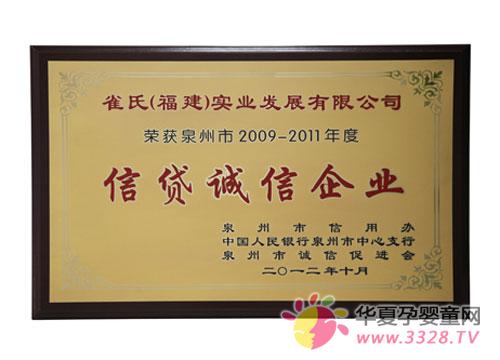 雀氏(福建)实业发展有限公司
荣获泉州市2009-2011年度
信贷诚信企业
泉州市信用办
中国人民银行泉州市中心支行
泉州市诚信促进会
二〇一二年十月
华夏孕婴童网
www.3328.TV